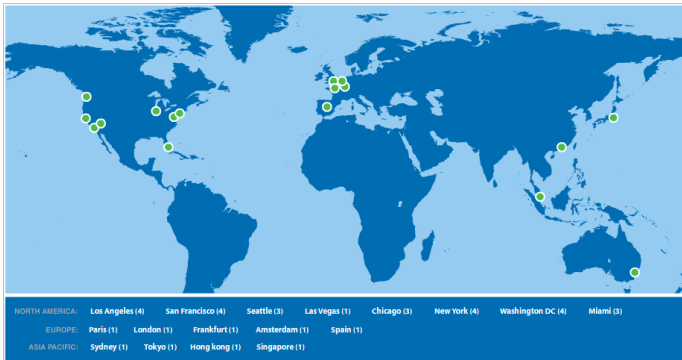 NORTH AMERICA: Los Angeles (4) San Francisco (4) Seattle (3) Las Vegas (1) Chicago (3) New York (4) Washington DC (4) Miami (3)
EUROPE: Paris (1) London (1) Frankfurt (1) Amsterdam (1) Spain (1)
ASIA PACIFIC: Sydney (1) Tokyo (1) Hong kong (1) Singapore (1)